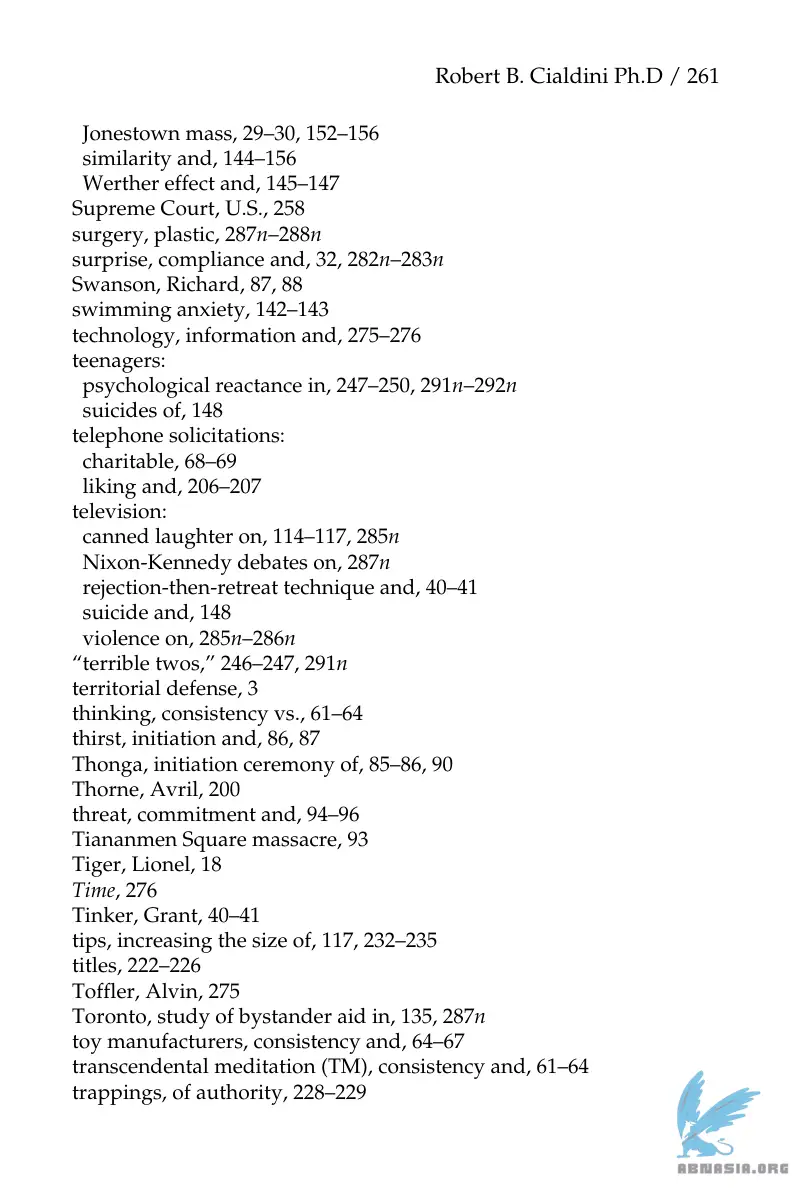 Robert B. Cialdini Ph.D / 261
Jonestown mass, 29–30, 152–156
similarity and, 144–156
Werther effect and, 145–147
Supreme Court, U.S., 258
surgery, plastic, 287n–288n
surprise, compliance and, 32, 282n–283n
Swanson, Richard, 87, 88
swimming anxiety, 142–143
technology, information and, 275–276
teenagers:
psychological reactance in, 247–250, 291n–292n
suicides of, 148
telephone solicitations:
charitable, 68–69
liking and, 206–207
television:
canned laughter on, 114–117, 285n
Nixon-Kennedy debates on, 287n
rejection-then-retreat technique and, 40–41
suicide and, 148
violence on, 285n–286n
“terrible twos,” 246–247, 291n
territorial defense, 3
thinking, consistency vs., 61–64
thirst, initiation and, 86, 87
Thonga, initiation ceremony of, 85–86, 90
Thorne, Avril, 200
threat, commitment and, 94–96
Tiananmen Square massacre, 93
Tiger, Lionel, 18
Time, 276
Tinker, Grant, 40–41
tips, increasing the size of, 117, 232–235
titles, 222–226
Toffler, Alvin, 275
Toronto, study of bystander aid in, 135, 287n
toy manufacturers, consistency and, 64–67
transcendental meditation (TM), consistency and, 61–64
trappings, of authority, 228–229
ABNASIA.ORG